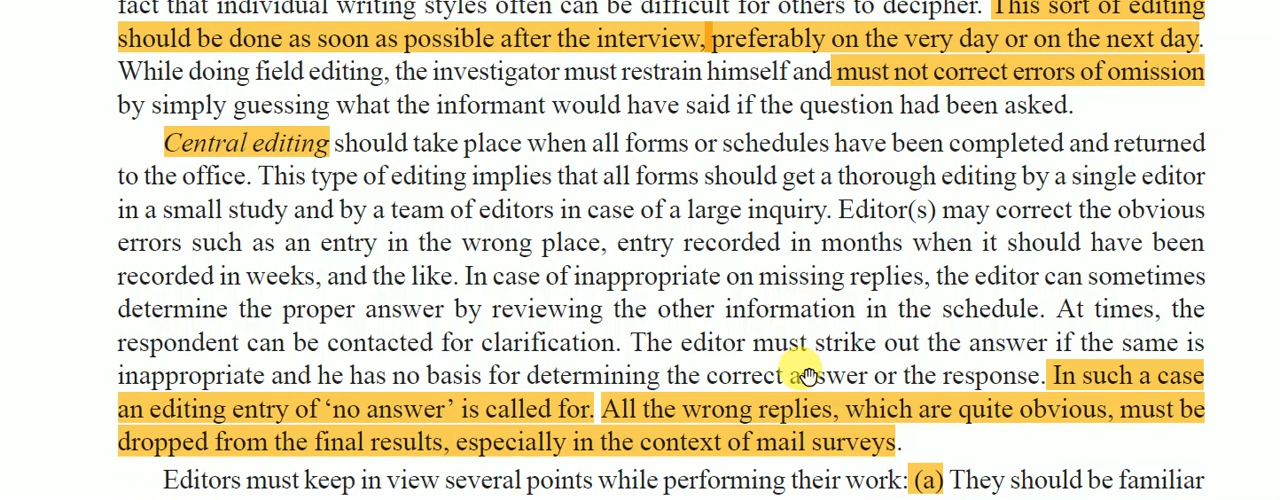 fact that individual writing styles often can be difficult for others to decipher. This sort of editing
should be done as soon as possible after the interview, preferably on the very day or on the next day.
While doing field editing, the investigator must restrain himself and must not correct errors of omission
by simply guessing what the informant would have said if the question had been asked.
Central editing should take place when all forms or schedules have been completed and returned
to the office. This type of editing implies that all forms should get a thorough editing by a single editor
in a small study and by a team of editors in case of a large inquiry. Editor(s) may correct the obvious
errors such as an entry in the wrong place, entry recorded in months when it should have been
recorded in weeks, and the like. In case of inappropriate on missing replies, the editor can sometimes
determine the proper answer by reviewing the other information in the schedule. At times, the
respondent can be contacted for clarification. The editor must strike out the answer if the same is
inappropriate and he has no basis for determining the correct answer or the response. In such a case
an editing entry of ‘no answer’ is called for. All the wrong replies, which are quite obvious, must be
dropped from the final results, especially in the context of mail surveys.
Editors must keep in view several points while performing their work: (a) They should be familiar